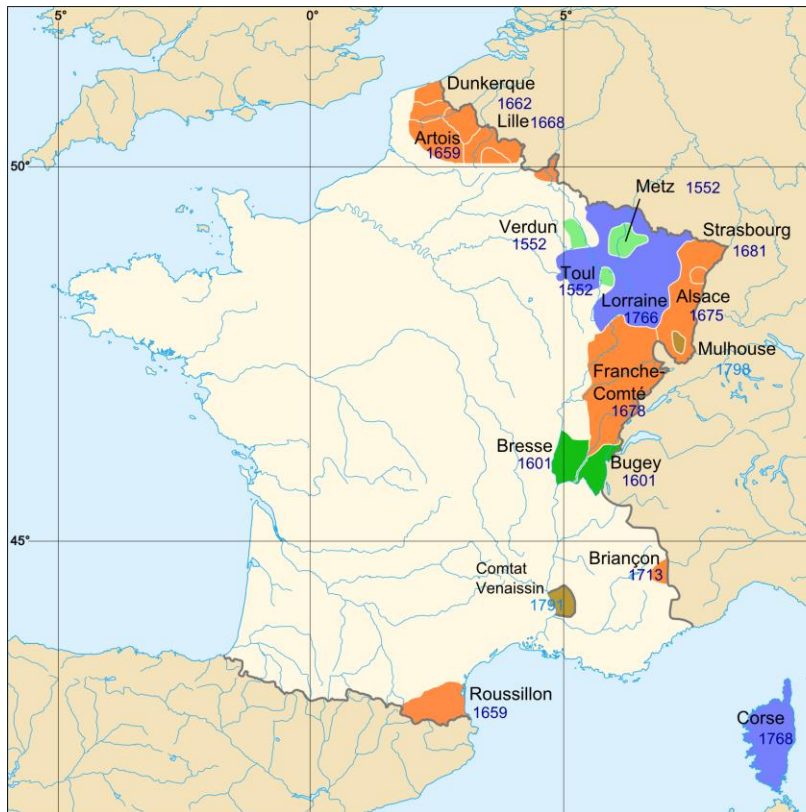 5° 0° 5°
Dunkerque
1662
Lille 1668
Artois
1659
50°
Metz 1552
Verdun
1552
Strasbourg
1681
Toul
1552
Lorraine
1766
Alsace
1675
Mulhouse
1798
Franche-
Comté
1678
Bresse
1601
Bugey
1601
45°
Briançon
1713
Comtat
Venaissin
1791
Roussillon
1659
Corse
1768